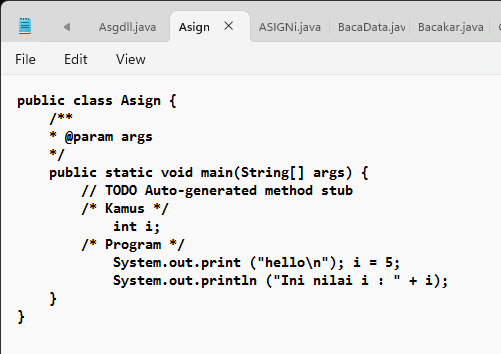 Asgdll.java Asign ASIGNi.java BacaData.jav Bacakar.java
File Edit View
public class Asign {
    /**
    * @param args
    */
    public static void main(String[] args) {
        // TODO Auto-generated method stub
        /* Kamus */
            int i;
        /* Program */
            System.out.print ("hello\n"); i = 5;
            System.out.println ("Ini nilai i : " + i);
    }
}